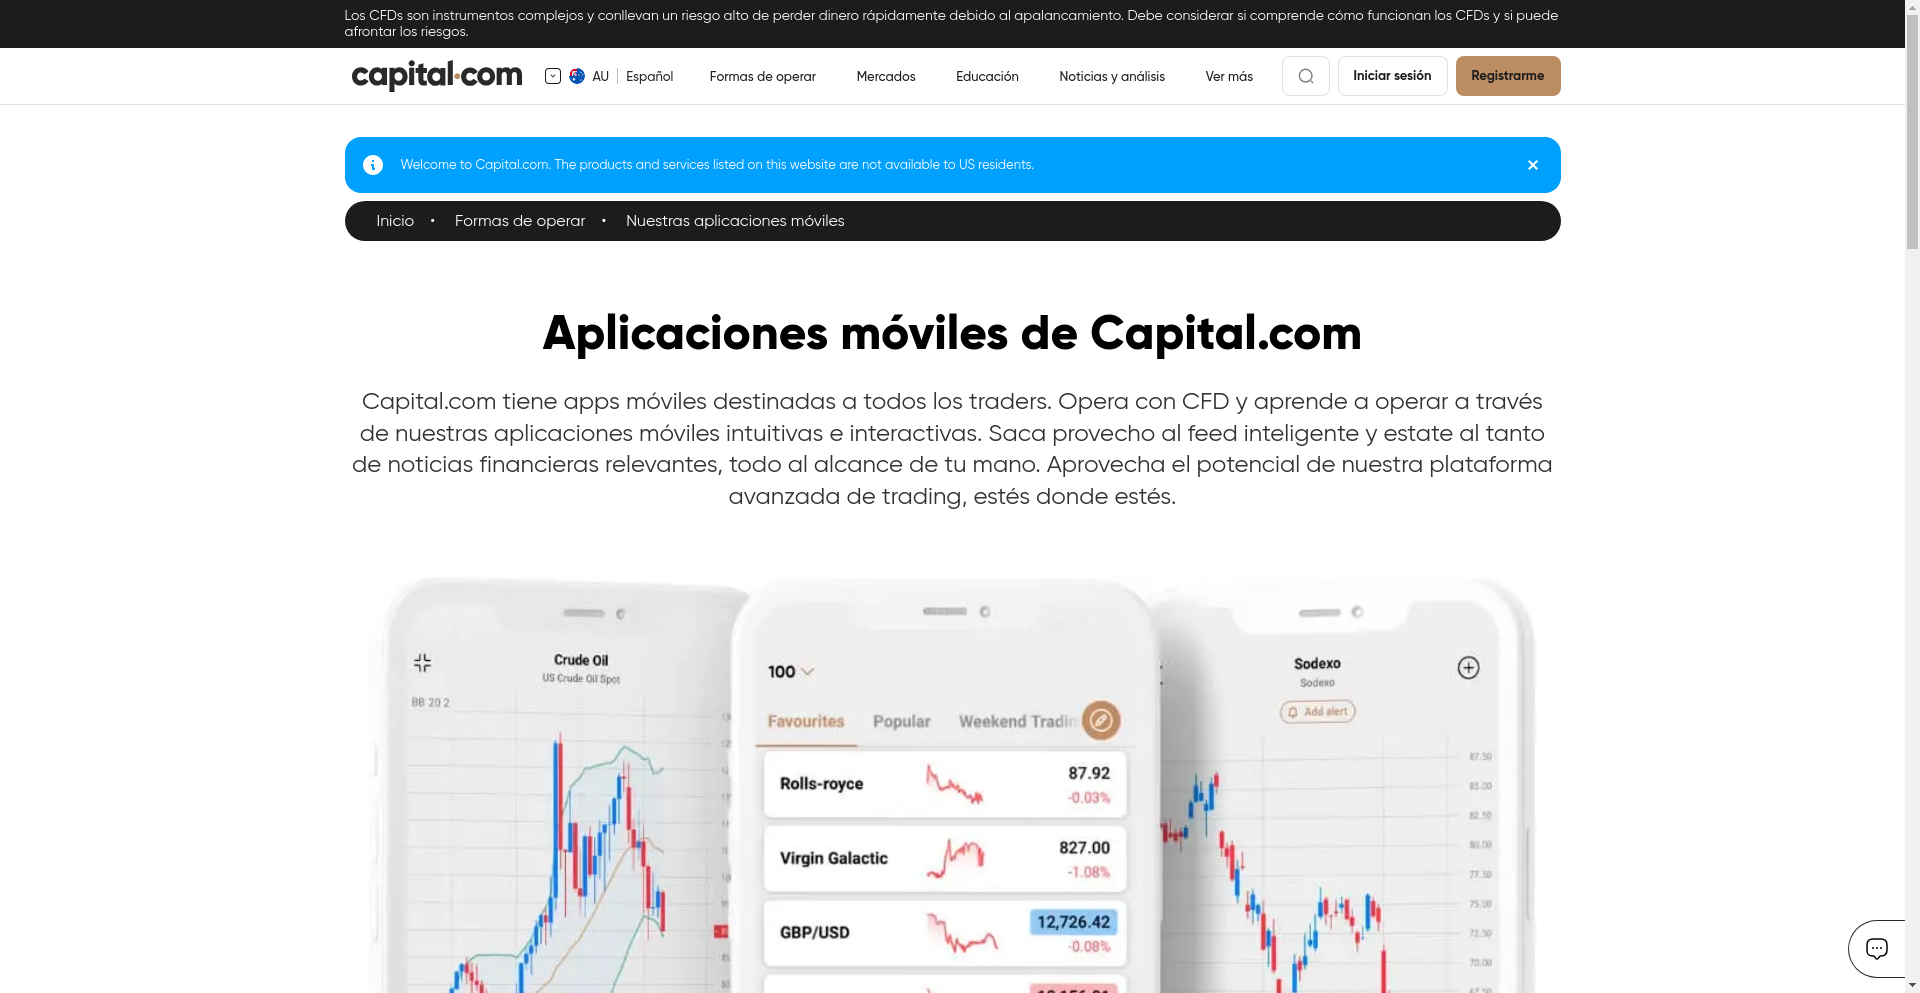 Los CFDs son instrumentos complejos y conllevan un riesgo alto de perder dinero rápidamente debido al apalancamiento. Debe considerar si comprende cómo funcionan los CFDs y si puede
afrontar los riesgos.
capital.com AU Español Formas de operar Mercados Educación Noticias y análisis Ver más Iniciar sesión Registrarme
Welcome to Capital.com. The products and services listed on this website are not available to US residents.
Inicio • Formas de operar • Nuestras aplicaciones móviles
Aplicaciones móviles de Capital.com
Capital.com tiene apps móviles destinadas a todos los traders. Opera con CFD y aprende a operar a través
de nuestras aplicaciones móviles intuitivas e interactivas. Saca provecho al feed inteligente y estate al tanto
de noticias financieras relevantes, todo al alcance de tu mano. Aprovecha el potencial de nuestra plataforma
avanzada de trading, estés donde estés.
Crude Oil
US Crude Oil Spot
BB 20 2
100
Favourites Popular Weekend Tradin
Rolls-royce 87.92
-0.03%
Virgin Galactic 827.00
-1.08%
GBP/USD 12,726.42
-0.08%
Sodexo
Sodexo
Add alert
87.50
85.00
82.50
80.00
77.50
75.00
72.50
70.00